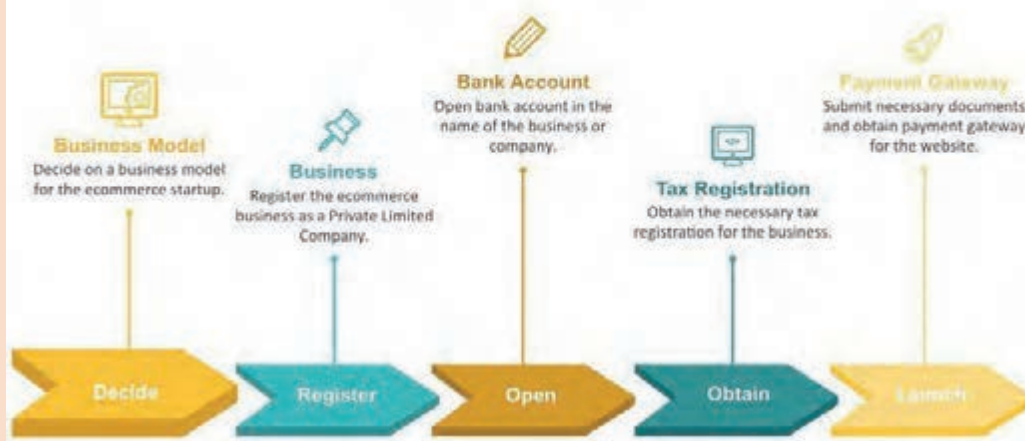 Business Model
Decide on a business model
for the ecommerce startup.
Business
Register the ecommerce
business as a Private Limited
Company.
Bank Account
Open bank account in the
name of the business or
company.
Tax Registration
Obtain the necessary tax
registration for the business.
Payment Gateway
Submit necessary documents
and obtain payment gateway
for the website.
Decide
Register
Open
Obtain
Launch